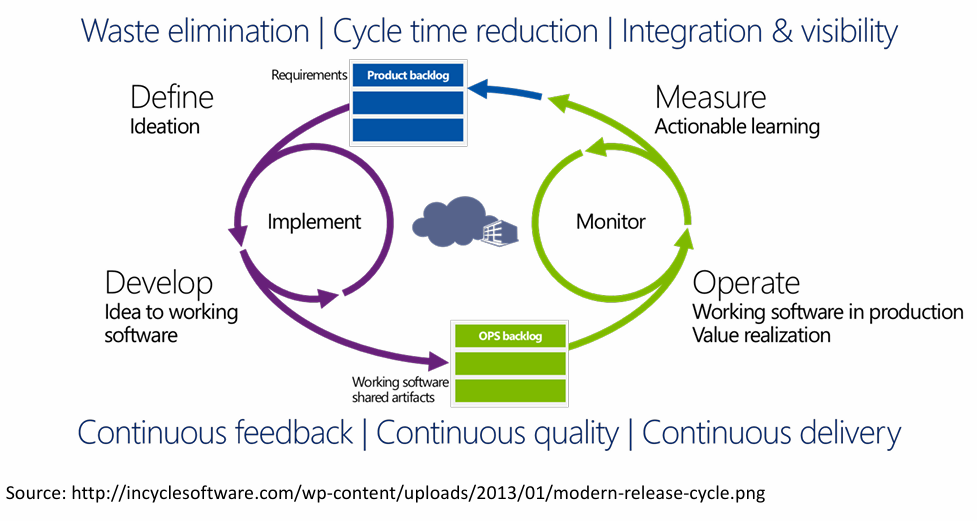 Waste elimination | Cycle time reduction | Integration & visibility
Requirements
Product backlog
Define
Ideation
Measure
Actionable learning
Implement
Monitor
Develop
Idea to working
software
Operate
Working software in production
Value realization
OPS backlog
Working software
shared artifacts
Continuous feedback | Continuous quality | Continuous delivery
Source: http://incyclesoftware.com/wp-content/uploads/2013/01/modern-release-cycle.png